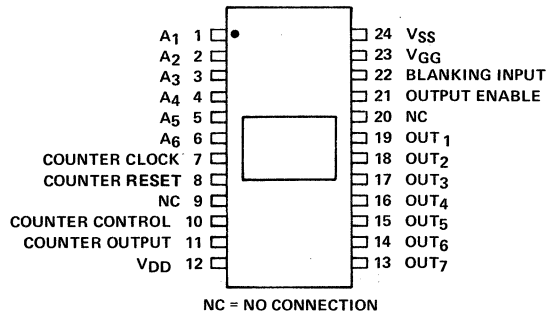 A1 1 24 VSS
A2 2 23 VGG
A3 3 22 BLANKING INPUT
A4 4 21 OUTPUT ENABLE
A5 5 20 NC
A6 6 19 OUT 1
COUNTER CLOCK 7 18 OUT2
COUNTER RESET 8 17 OUT3
NC 9 16 OUT4
COUNTER CONTROL 10 15 OUT5
COUNTER OUTPUT 11 14 OUT6
VDD 12 13 OUT7
NC = NO CONNECTION